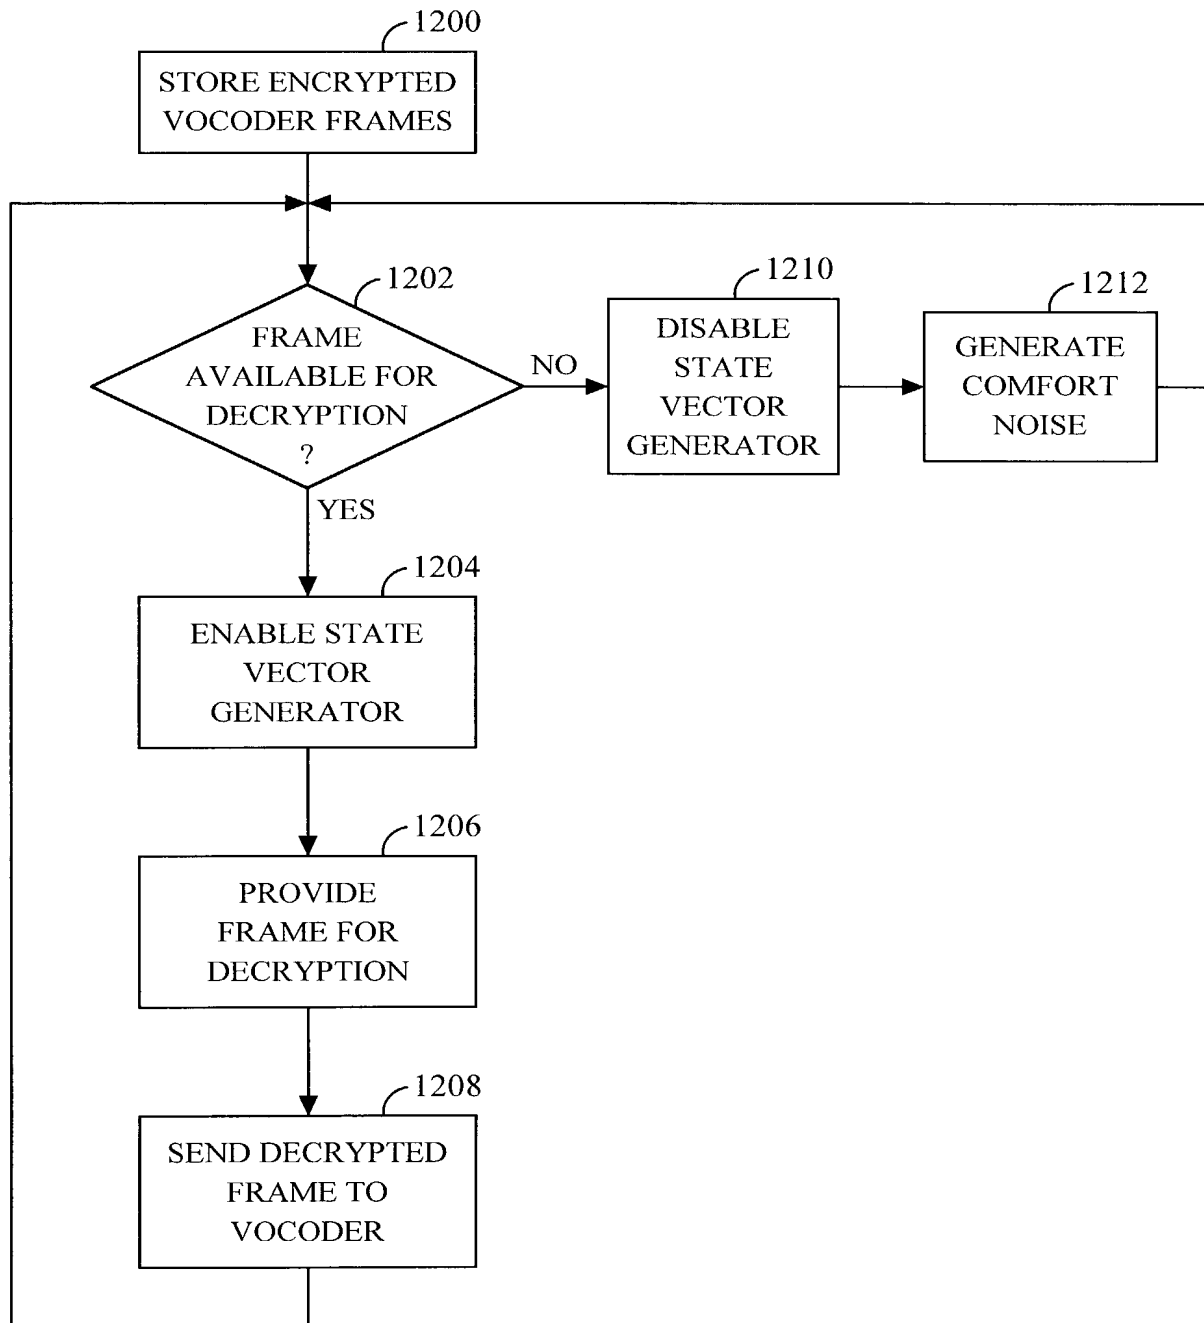 1200
STORE ENCRYPTED
VOCODER FRAMES
1202
FRAME
AVAILABLE FOR
DECRYPTION
?
NO
1210
DISABLE
STATE
VECTOR
GENERATOR
1212
GENERATE
COMFORT
NOISE
YES
1204
ENABLE STATE
VECTOR
GENERATOR
1206
PROVIDE
FRAME FOR
DECRYPTION
1208
SEND DECRYPTED
FRAME TO
VOCODER